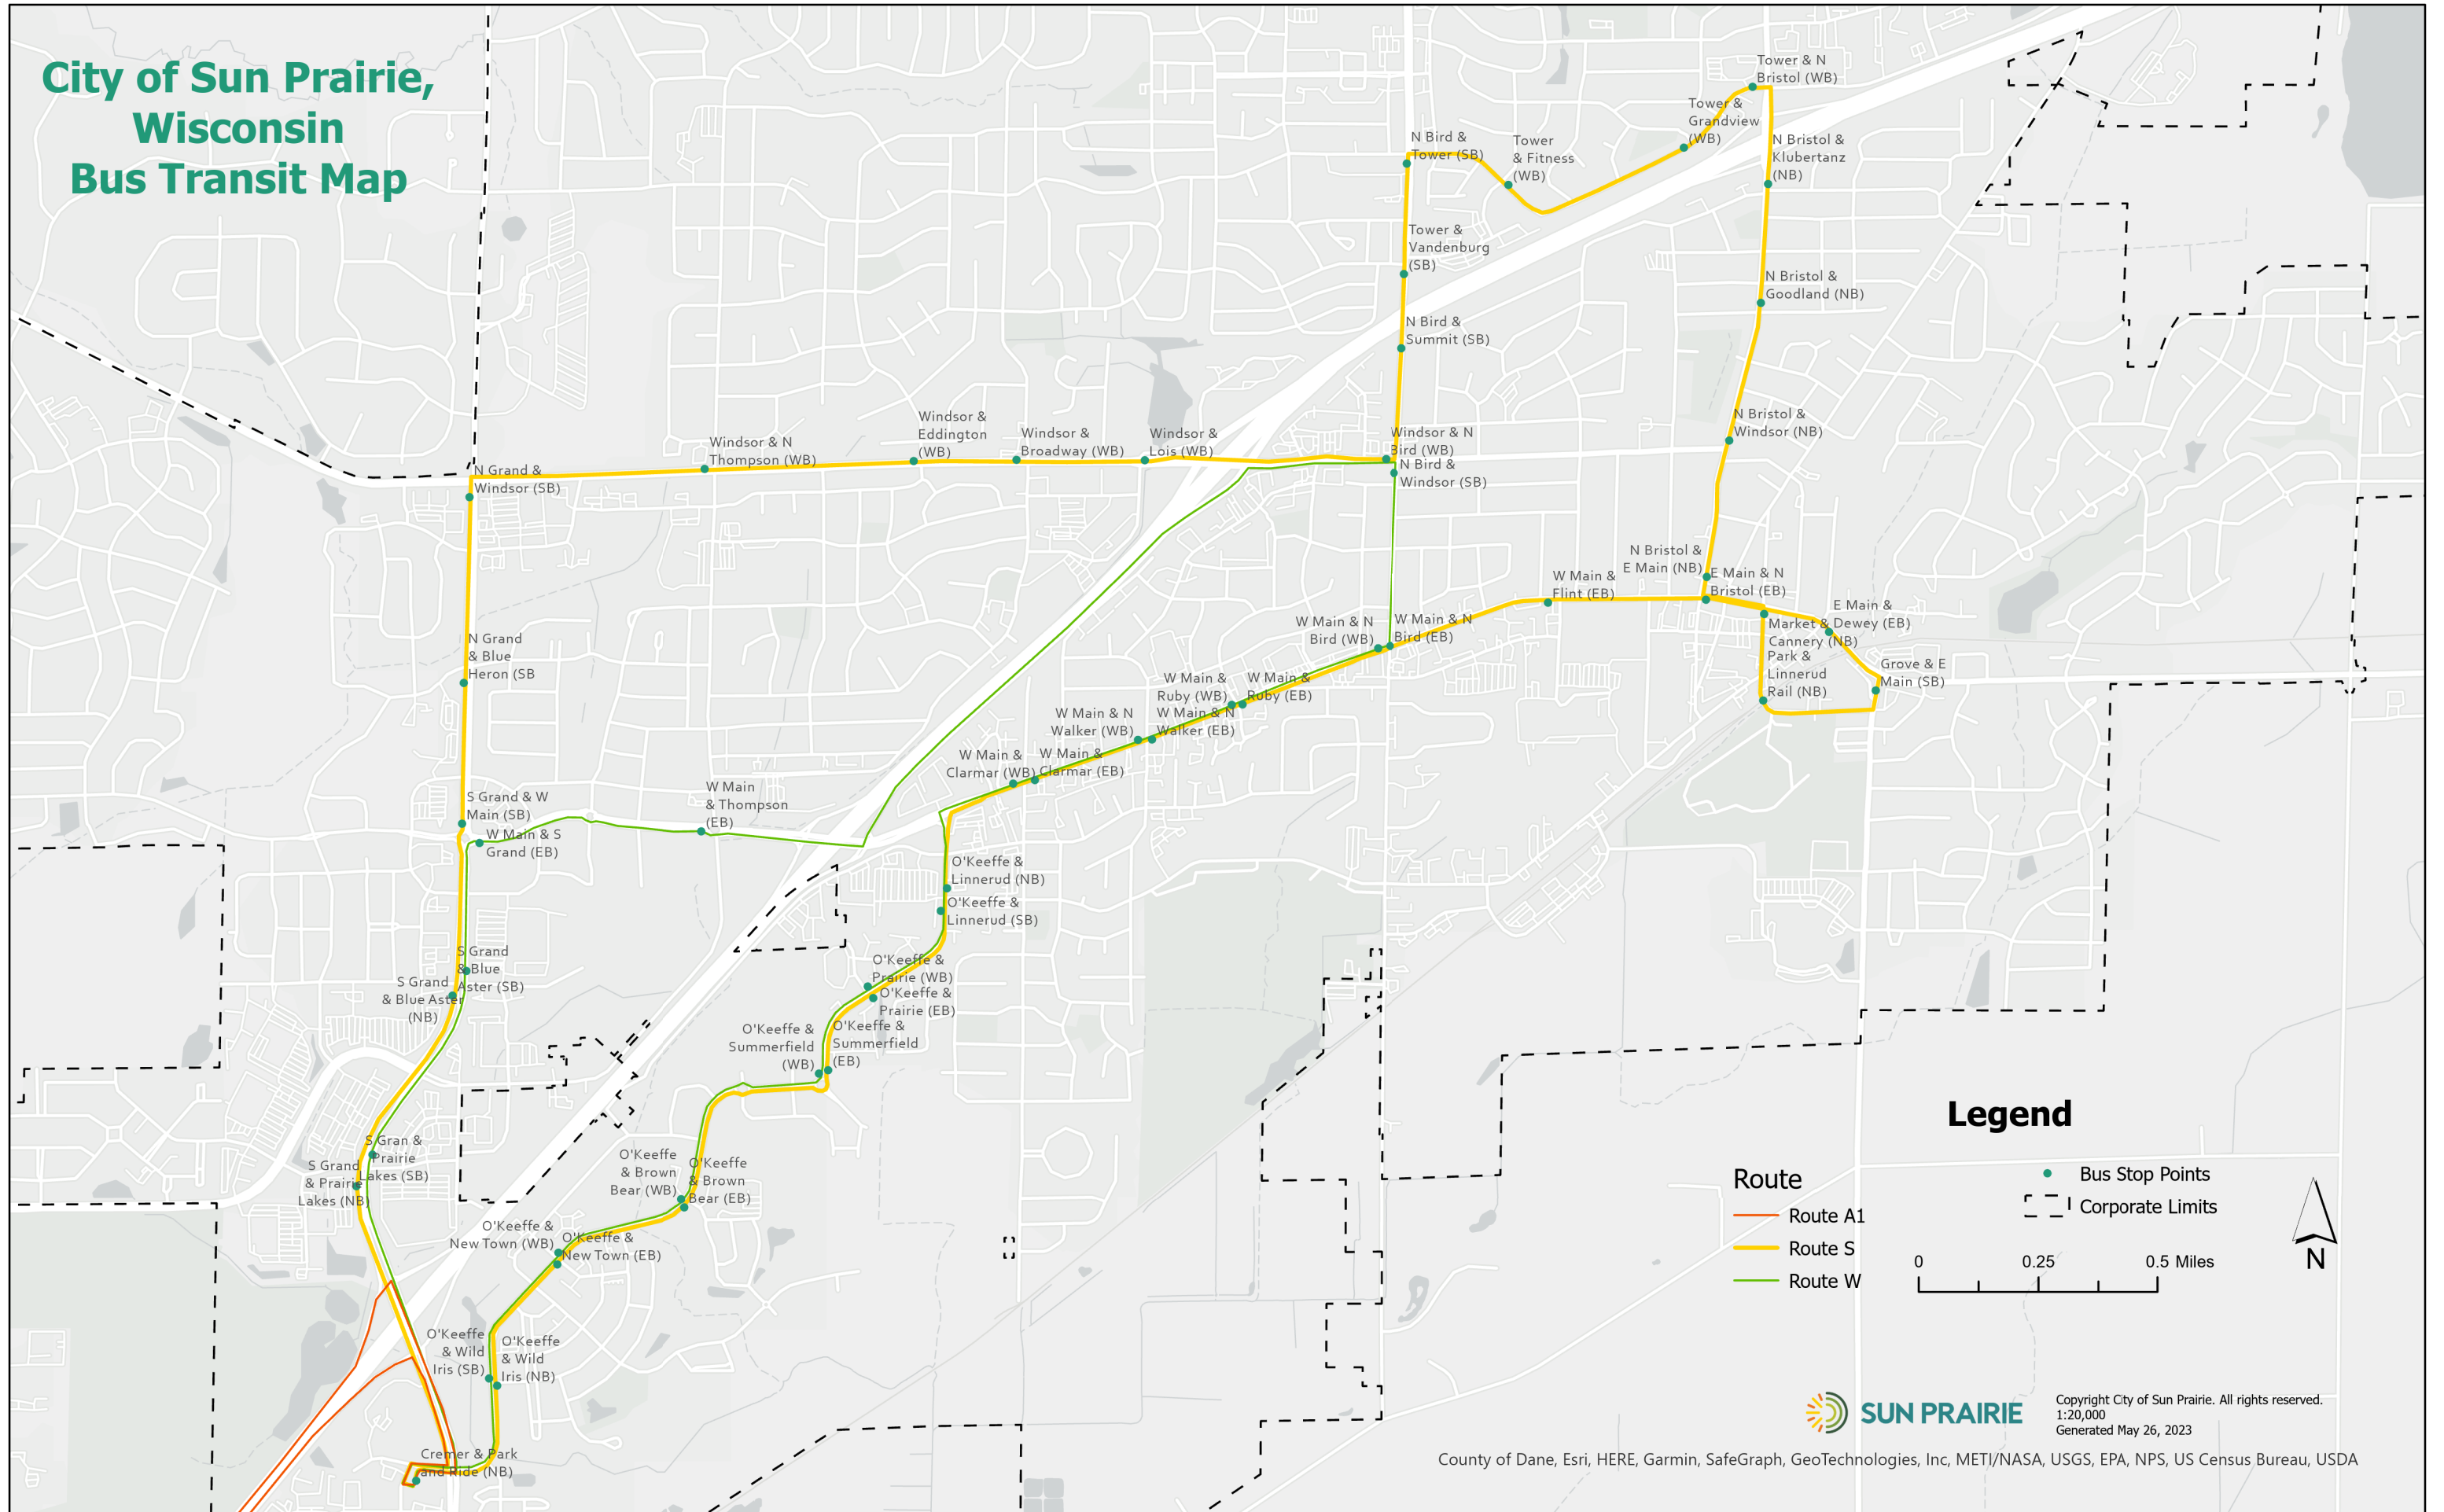 City of Sun Prairie,
Wisconsin
Bus Transit Map
Tower & N
Bristol (WB)
Tower &
Grandview
(WB)
N Bird &
Tower (SB)
Tower
& Fitness
(WB)
N Bristol &
Klubertanz
(NB)
Tower &
Vandenburg
(SB)
N Bristol &
Goodland (NB)
N Bird &
Summit (SB)
N Bristol &
Windsor (NB)
Windsor & N
Thompson (WB)
Windsor &
Eddington
(WB)
Windsor &
Broadway (WB)
Windsor &
Lois (WB)
Windsor & N
Bird (WB)
N Bird &
Windsor (SB)
N Grand &
Windsor (SB)
N Bristol &
E Main (NB)
E Main & N
Bristol (EB)
W Main &
Flint (EB)
E Main &
Dewey (EB)
Market &
Cannery (NB)
Park &
Linnerud
Rail (NB)
Grove & E
Main (SB)
W Main & N
Bird (WB)
W Main & N
Bird (EB)
N Grand
& Blue
Heron (SB
W Main &
Ruby (WB)
W Main &
Ruby (EB)
W Main & N
Walker (WB)
W Main & N
Walker (EB)
W Main &
Clarmar (WB)
W Main &
Clarmar (EB)
S Grand & W
Main (SB)
W Main & S
Grand (EB)
W Main
& Thompson
(EB)
O'Keeffe &
Linnerud (NB)
O'Keeffe &
Linnerud (SB)
S Grand
& Blue
Aster (SB)
S Grand
& Blue Aster
(NB)
O'Keeffe &
Prairie (WB)
O'Keeffe &
Prairie (EB)
O'Keeffe &
Summerfield
(WB)
O'Keeffe &
Summerfield
(EB)
S Gran &
Prairie
Lakes (SB)
S Grand
& Prairie
Lakes (NB)
O'Keeffe
& Brown
Bear (WB)
O'Keeffe
& Brown
Bear (EB)
O'Keeffe &
New Town (WB)
O'Keeffe &
New Town (EB)
O'Keeffe
& Wild
Iris (SB)
O'Keeffe
& Wild
Iris (NB)
Cremer & Park
and Ride (NB)
Legend
Route
Route A1
Route S
Route W
Bus Stop Points
Corporate Limits
0 0.25 0.5 Miles
N
SUN PRAIRIE
Copyright City of Sun Prairie. All rights reserved.
1:20,000
Generated May 26, 2023
County of Dane, Esri, HERE, Garmin, SafeGraph, GeoTechnologies, Inc, METI/NASA, USGS, EPA, NPS, US Census Bureau, USDA